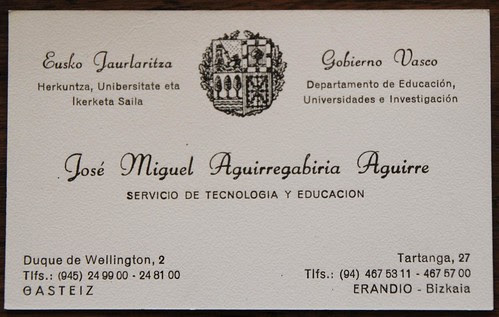 Eusko Jaurlaritza
Herkuntza, Unibersitate eta
Ikerketa Saila
Gobierno Vasco
Departamento de Educación,
Universidades e Investigación
José Miguel Aguirregabiria Aguirre
SERVICIO DE TECNOLOGIA Y EDUCACION
Duque de Wellington, 2
Tlfs.: (945) 24 99 00 - 24 81 00
GASTEIZ
Tartanga, 27
Tlfs.: (94) 467 53 11 - 467 57 00
ERANDIO - Bizkaia